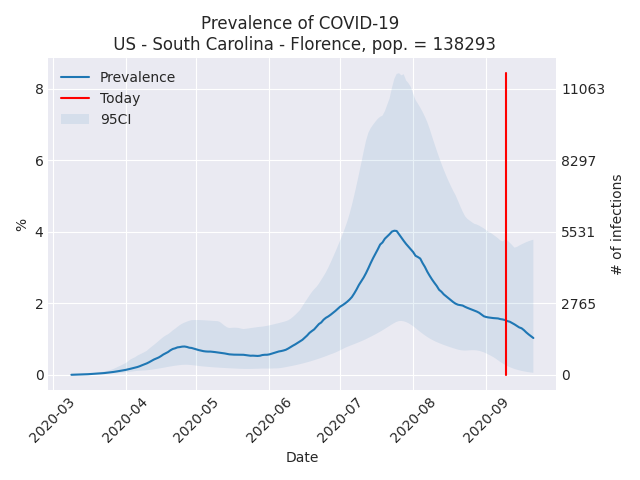 Prevalence of COVID-19
US - South Carolina - Florence, pop. = 138293
Prevalence
Today
95CI
%
8
6
4
2
0
11063
8297
5531
2765
0
# of infections
2020-03
2020-04
2020-05
2020-06
2020-07
2020-08
2020-09
Date